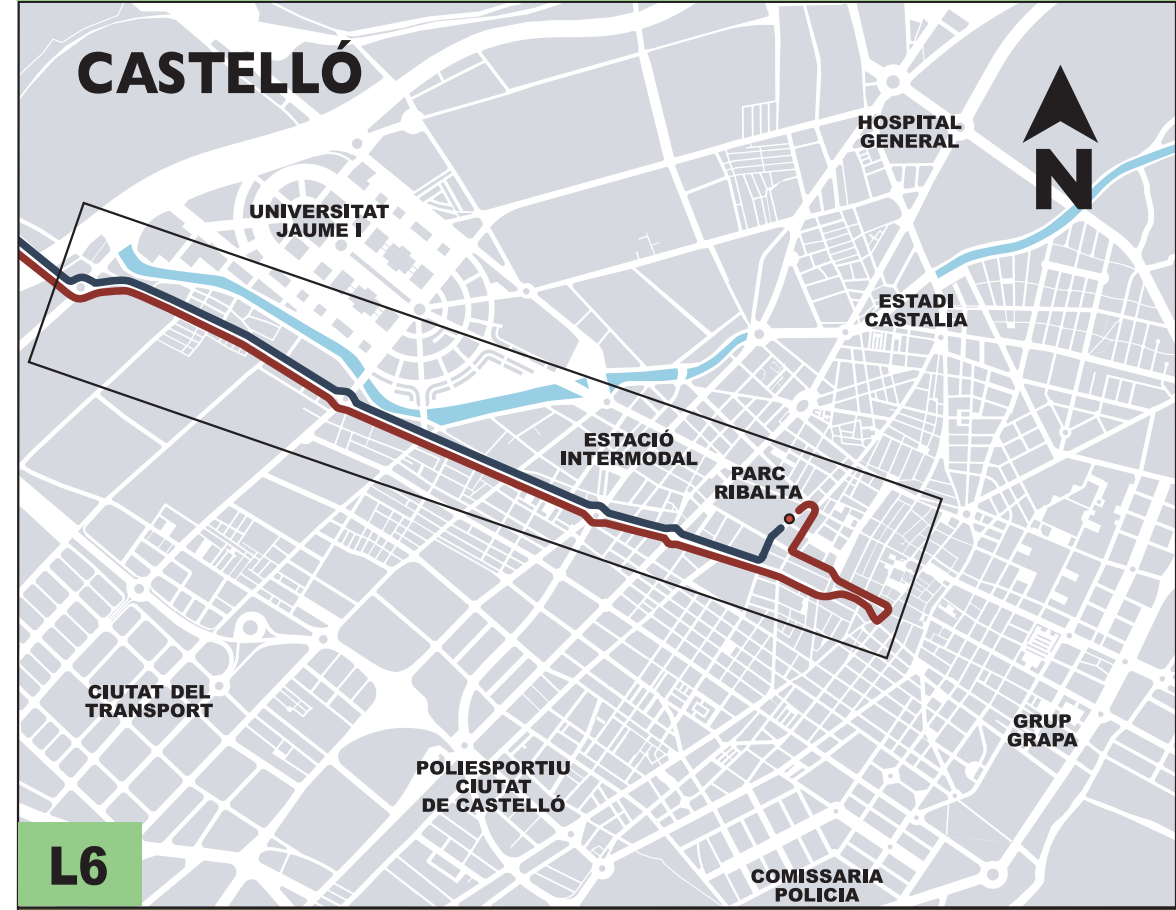 CASTELLÓ
HOSPITAL
GENERAL
N
UNIVERSITAT
JAUME I
ESTADI
CASTALIA
ESTACIÓ
INTERMODAL
PARC
RIBALTA
CIUTAT DEL
TRANSPORT
GRUP
GRAPA
POLIESPORTIU
CIUTAT
DE CASTELLÓ
L6
COMISSARIA
POLICIA